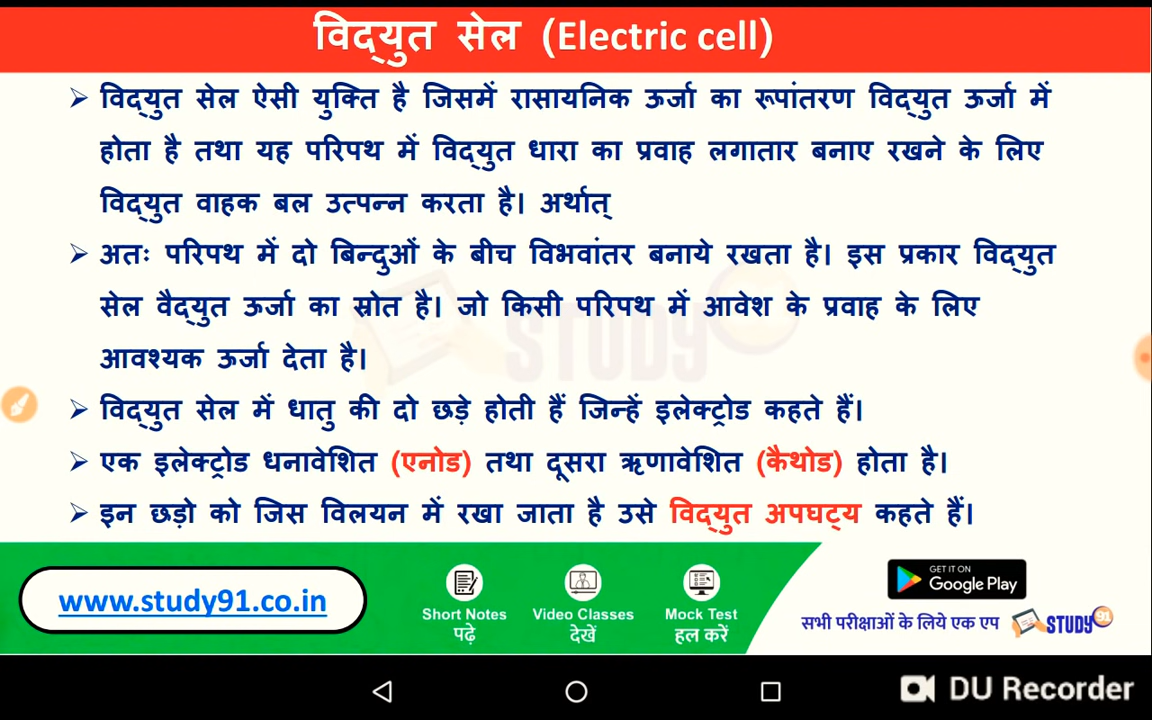 विद्युत सेल (Electric cell)
➢ विद्युत सेल ऐसी युक्ति है जिसमें रासायनिक ऊर्जा का रूपांतरण विद्युत ऊर्जा में
होता है तथा यह परिपथ में विद्युत धारा का प्रवाह लगातार बनाए रखने के लिए
विद्युत वाहक बल उत्पन्न करता है। अर्थात्
➢ अतः परिपथ में दो बिन्दुओं के बीच विभवांतर बनाये रखता है। इस प्रकार विद्युत
सेल वैद्युत ऊर्जा का स्रोत है। जो किसी परिपथ में आवेश के प्रवाह के लिए
आवश्यक ऊर्जा देता है।
STUDY
➢ विद्युत सेल में धातु की दो छड़े होती हैं जिन्हें इलेक्ट्रोड कहते हैं।
➢ एक इलेक्ट्रोड धनावेशित (एनोड) तथा दूसरा ऋणावेशित (कैथोड) होता है।
➢ इन छड़ो को जिस विलयन में रखा जाता है उसे विद्युत अपघट्य कहते हैं।
www.study91.co.in
Short Notes
पढ़े
Video Classes
देखें
Mock Test
हल करें
GET IT ON
Google Play
सभी परीक्षाओं के लिये एक एप
STUDY 91
DU Recorder